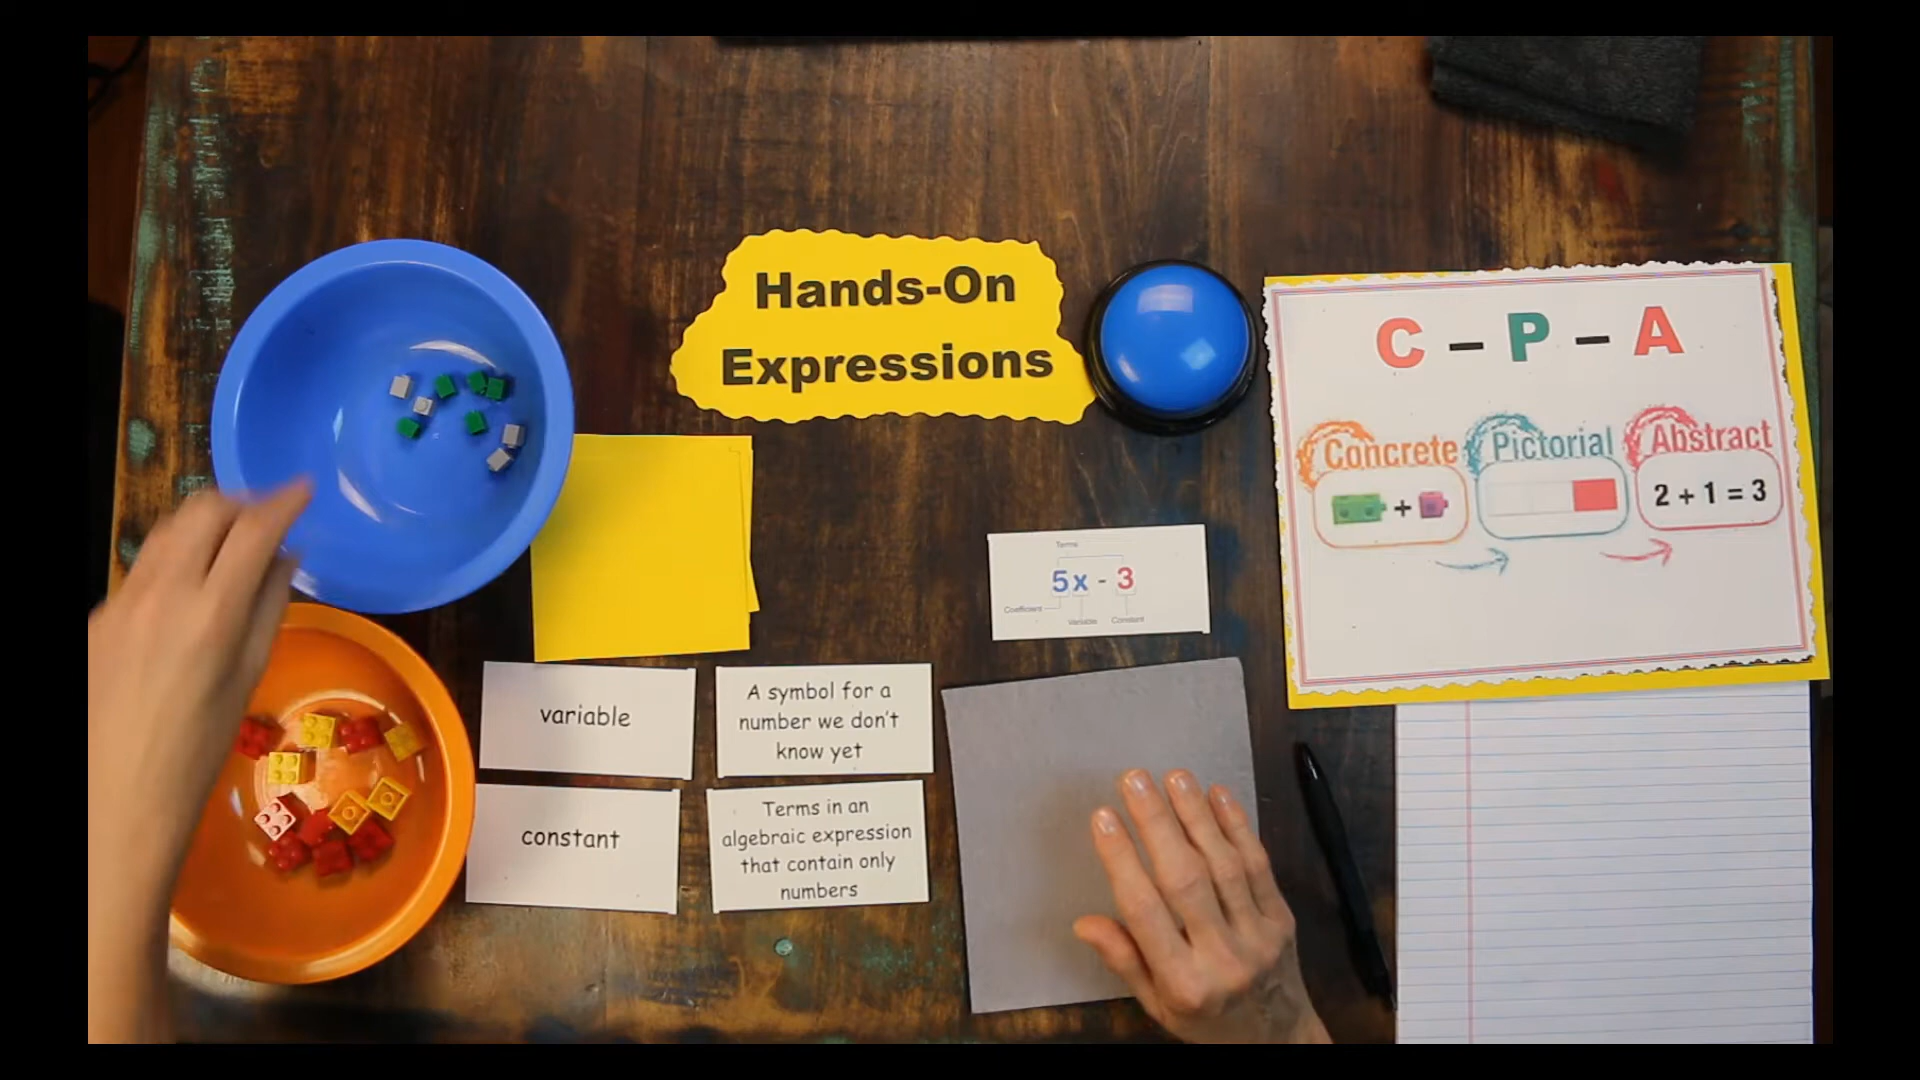 Hands-On
Expressions
C - P - A
Concrete
Pictorial
Abstract
2 + 1 = 3
+
Terms
5x - 3
Coefficient
Variable
Constant
variable
A symbol for a
number we don't
know yet
constant
Terms in an
algebraic expression
that contain only
numbers